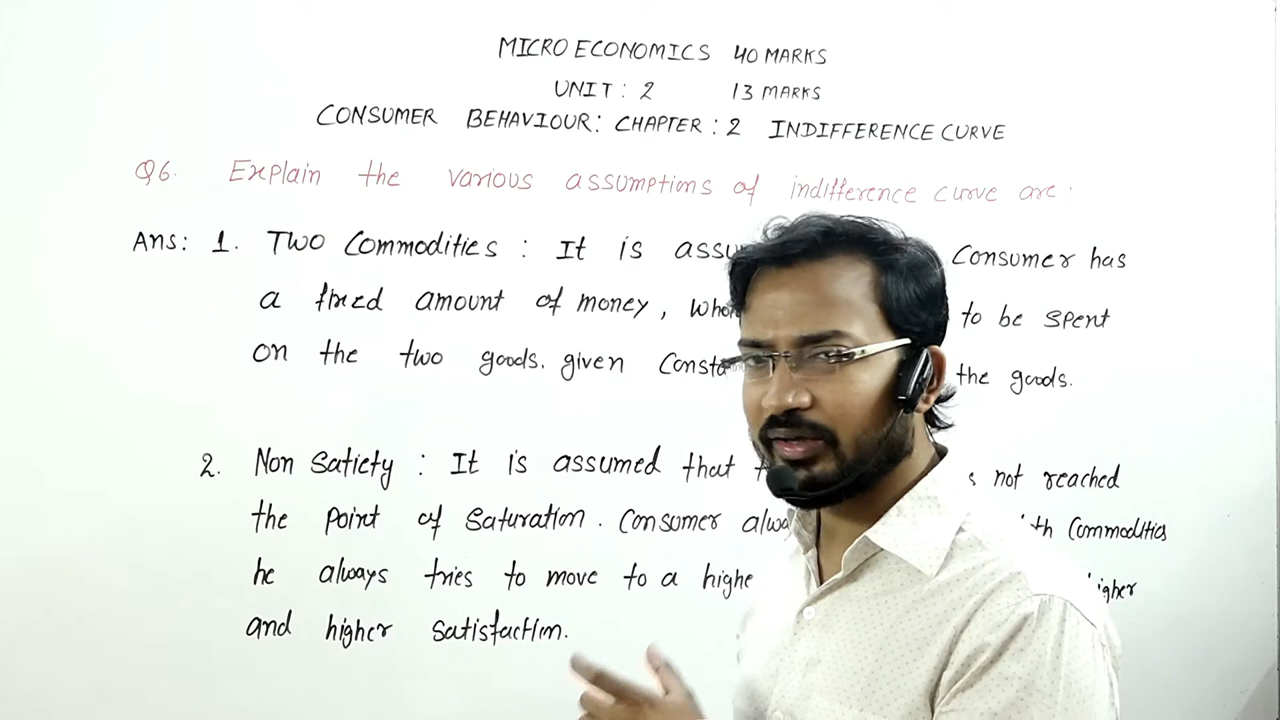 MICRO ECONOMICS 40 MARKS
UNIT : 2 13 MARKS
CONSUMER BEHAVIOUR: CHAPTER : 2 INDIFFERENCE CURVE
Q6. Explain the various assumptions of indifference curve are:
Ans: 1. Two Commodities : It is Consumer has
a fixed amount of money, to be spent
on the two goods. given the goods.
2. Non Satiety : It is assumed that not reached
the point of saturation. Consumer Commodities
he always tries to move to a
and higher satisfaction.